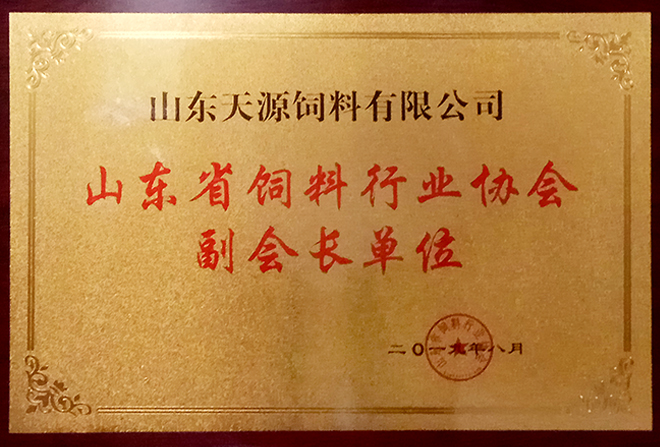 山东天源饲料有限公司
山东省饲料行业协会
副会长单位
二〇一九年八月